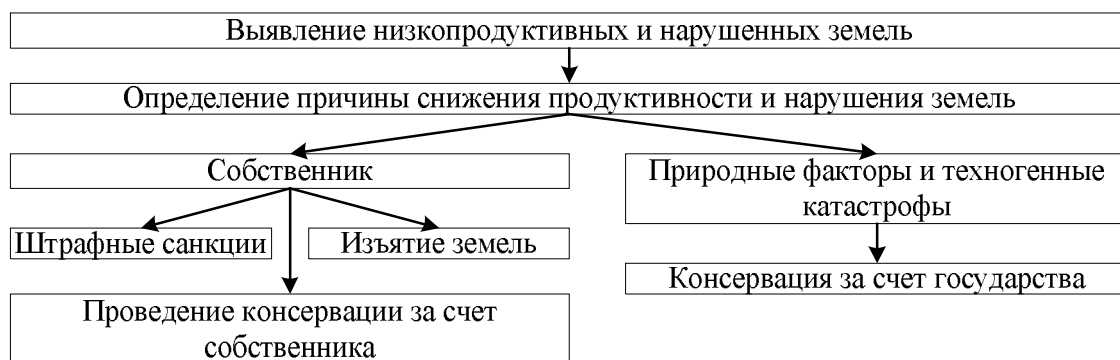 Выявление низкопродуктивных и нарушенных земель
Определение причины снижения продуктивности и нарушения земель
Собственник
Природные факторы и техногенные
катастрофы
Штрафные санкции
Изъятие земель
Консервация за счет государства
Проведение консервации за счет
собственника